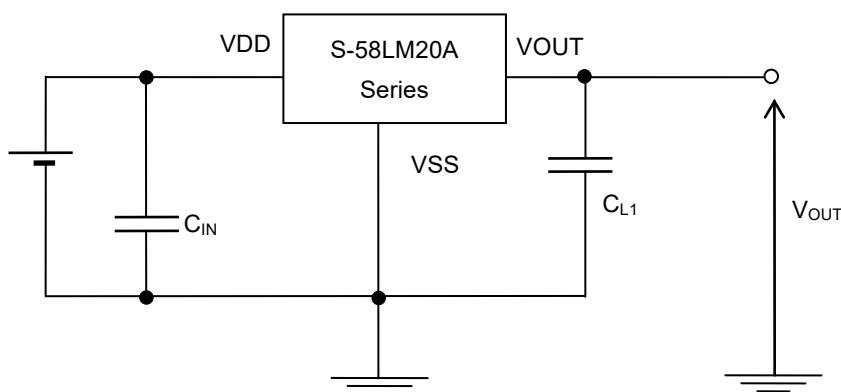 VDD
S-58LM20A
Series
VOUT
VSS
CIN
CL1
VOUT